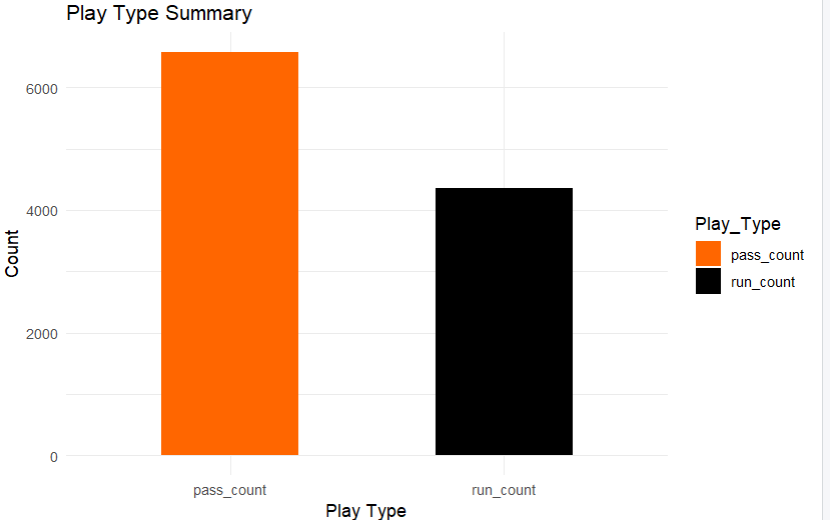 Play Type Summary
Count
6000
4000
2000
0
pass_count
run_count
Play Type
Play_Type
pass_count
run_count